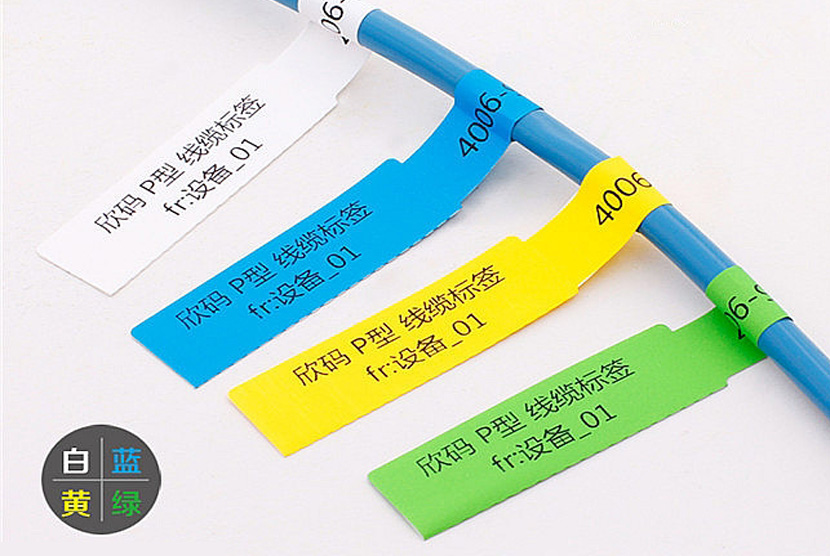 欣码 P型 线缆标签
fr:设备_01
4006-9
欣码 P型 线缆标签
fr:设备_01
4006
欣码 P型 线缆标签
fr:设备_01
欣码 P型 线缆标签
fr:设备_01
白 蓝
黄 绿